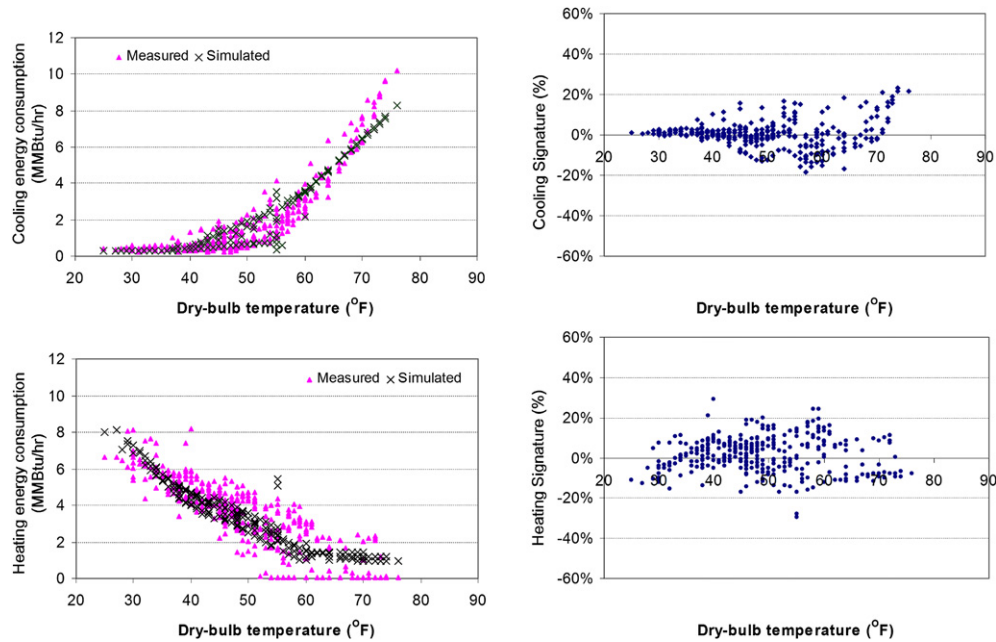 Cooling energy consumption
(MMBtu/hr)
12
10
8
6
4
2
0
Measured Simulated
20 30 40 50 60 70 80 90
Dry-bulb temperature (°F)
Cooling Signature (%)
60%
40%
20%
0%
-20%
-40%
-60%
20 30 40 50 60 70 80 90
Dry-bulb temperature (°F)
Heating energy consumption
(MMBtu/hr)
12
10
8
6
4
2
0
Measured Simulated
20 30 40 50 60 70 80 90
Dry-bulb temperature (°F)
Heating Signature (%)
60%
40%
20%
0%
-20%
-40%
-60%
20 30 40 50 60 70 80 90
Dry-bulb temperature (°F)